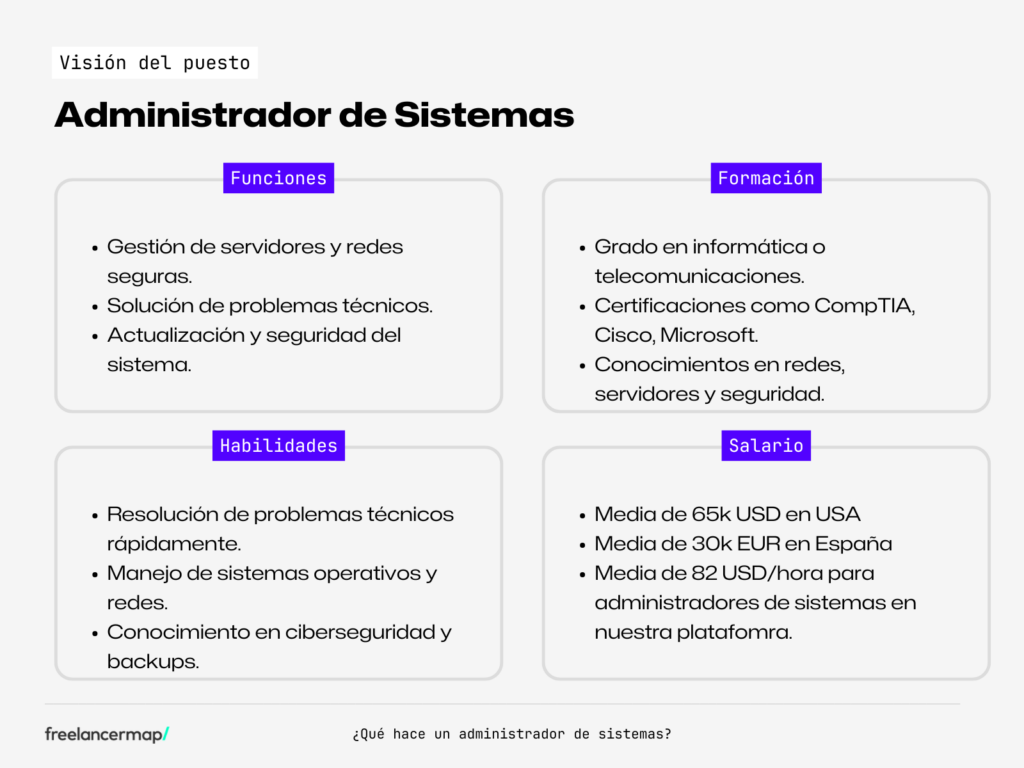 Visión del puesto
Administrador de Sistemas
Funciones
• Gestión de servidores y redes
seguras.
• Solución de problemas técnicos.
• Actualización y seguridad del
sistema.
Formación
• Grado en informática o
telecomunicaciones.
• Certificaciones como CompTIA,
Cisco, Microsoft.
• Conocimientos en redes,
servidores y seguridad.
Habilidades
• Resolución de problemas técnicos
rápidamente.
• Manejo de sistemas operativos y
redes.
• Conocimiento en ciberseguridad y
backups.
Salario
• Media de 65k USD en USA
• Media de 30k EUR en España
• Media de 82 USD/hora para
administradores de sistemas en
nuestra platafomra.
freelancermap/
¿Qué hace un administrador de sistemas?